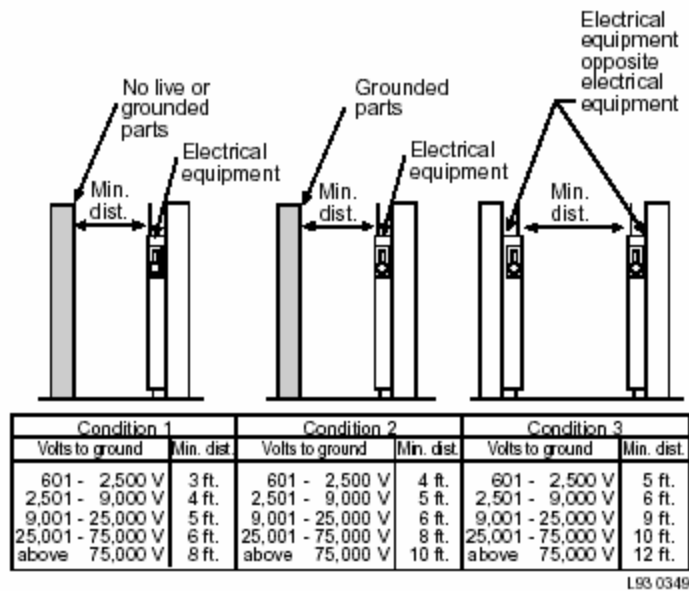 No live or
grounded
parts
Electrical
equipment
Min.
dist.
Grounded
parts
Electrical
equipment
Min.
dist.
Electrical
equipment
opposite
electrical
equipment
Min.
dist.
Condition 1 Condition 2 Condition 3
Volts to ground Min. dist. Volts to ground Min. dist. Volts to ground Min. dist.
601 - 2,500 V 3 ft. 601 - 2,500 V 4 ft. 601 - 2,500 V 5 ft.
2,501 - 9,000 V 4 ft. 2,501 - 9,000 V 5 ft. 2,501 - 9,000 V 6 ft.
9,001 - 25,000 V 5 ft. 9,001 - 25,000 V 6 ft. 9,001 - 25,000 V 9 ft.
25,001 - 75,000 V 6 ft. 25,001 - 75,000 V 8 ft. 25,001 - 75,000 V 10 ft.
above 75,000 V 8 ft. above 75,000 V 10 ft. above 75,000 V 12 ft.
L93 0349